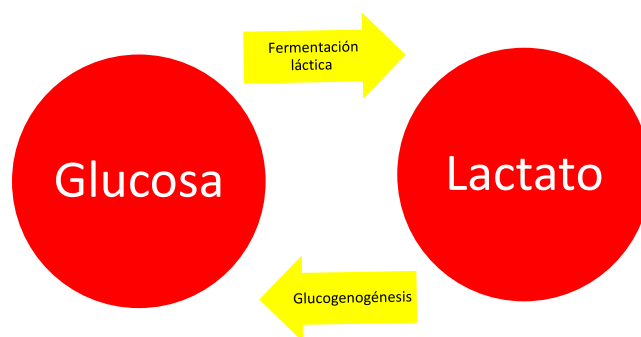 Fermentación
láctica
Glucosa
Lactato
Glucogenogénesis